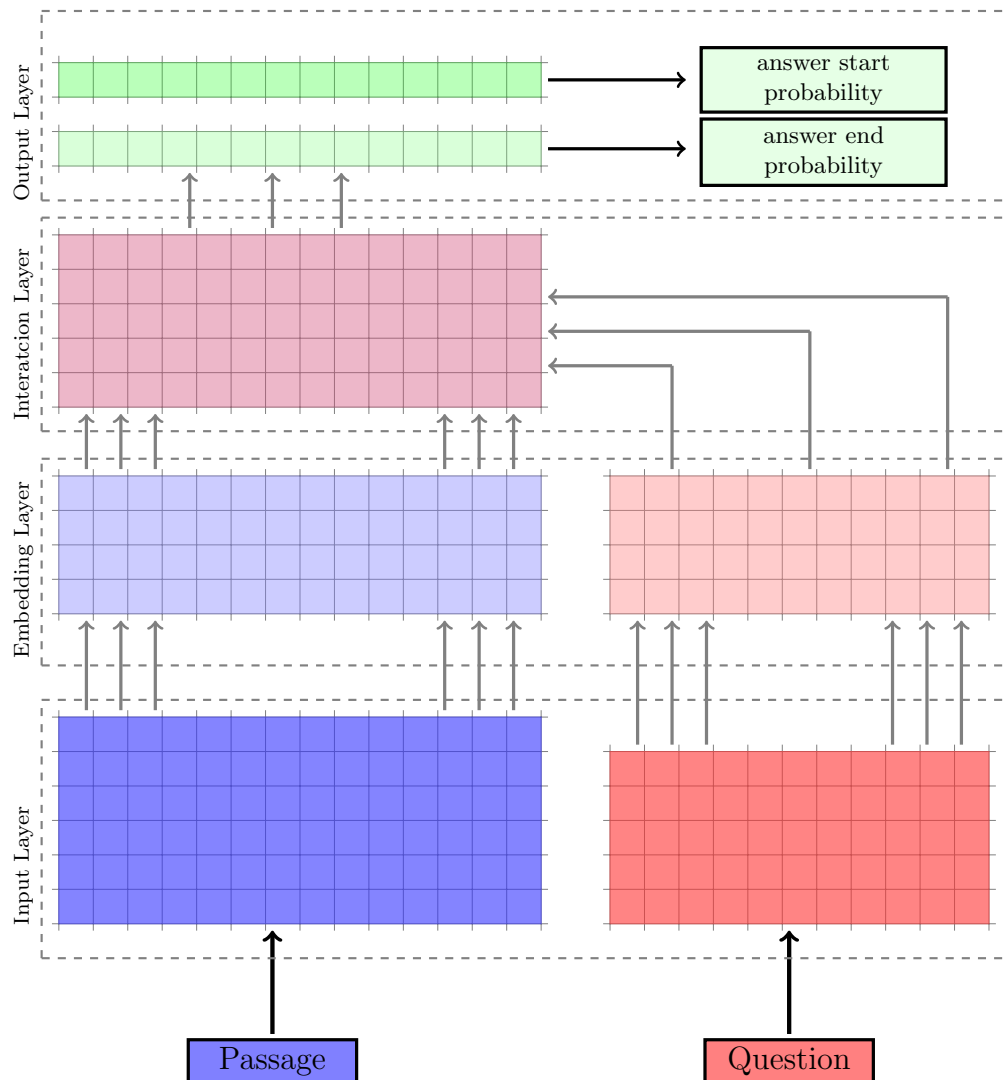 Output Layer
answer start
probability
answer end
probability
Interatcion Layer
Embedding Layer
Input Layer
Passage
Question